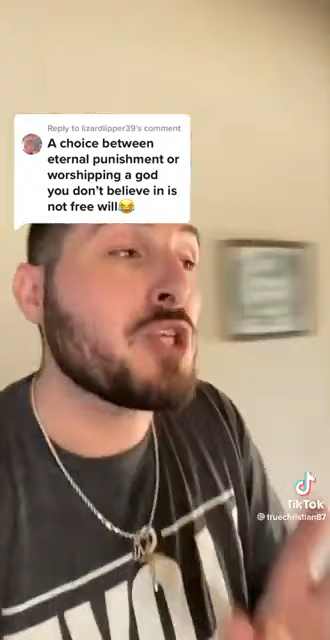 Reply to lizardlipper39's comment
A choice between
eternal punishment or
worshipping a god
you don't believe in is
not free will😂
TikTok
@truechristian87